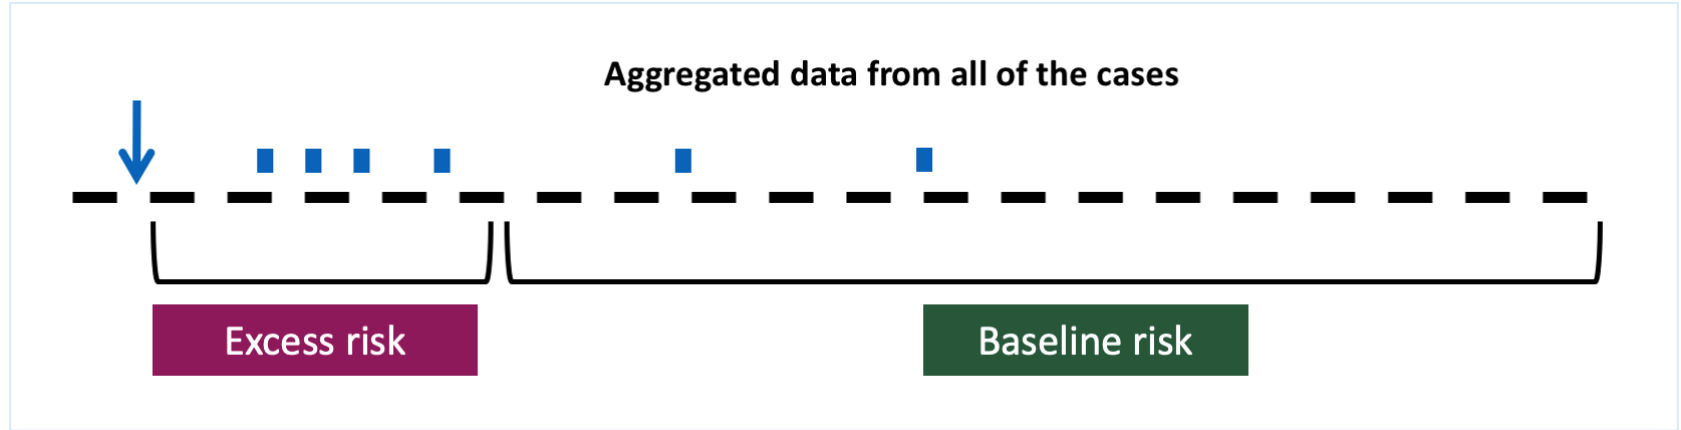 Aggregated data from all of the cases
Excess risk
Baseline risk